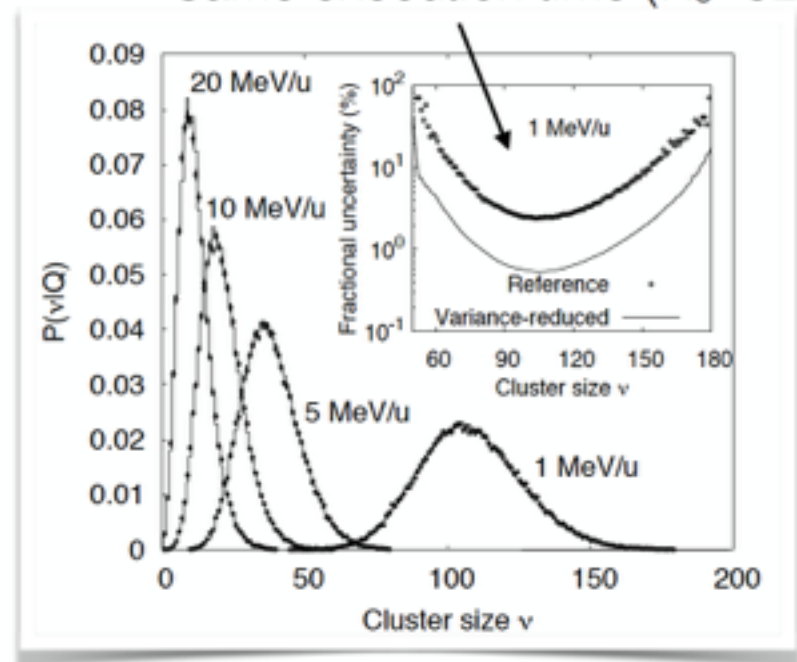 0.09
0.08
0.07
0.06
0.05
0.04
0.03
0.02
0.01
0
P(ν|Q)
20 MeV/u
10 MeV/u
5 MeV/u
1 MeV/u
0
50
100
150
200
Cluster size ν
10²
10¹
10⁰
10⁻¹
Fractional uncertainty (%)
1 MeV/u
Reference
Variance-reduced
60
90
120
150
180
Cluster size ν